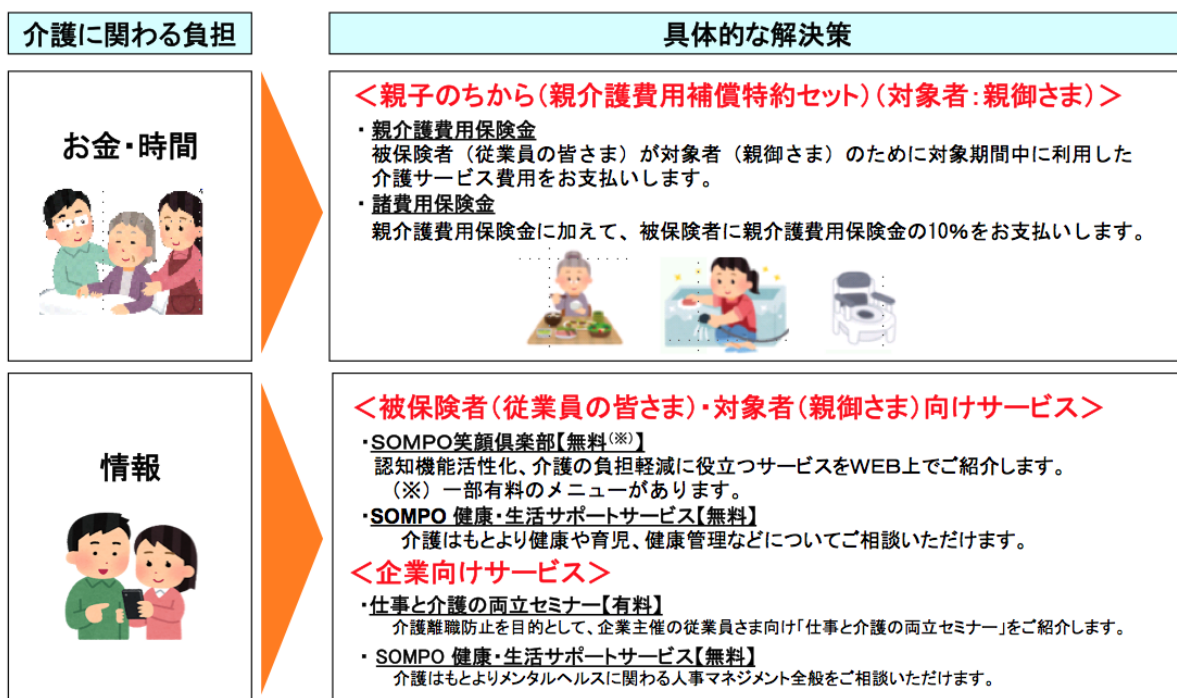 介護に関わる負担
具体的な解決策
お金・時間
＜親子のちから（親介護費用補償特約セット）（対象者：親御さま）＞
・親介護費用保険金
被保険者（従業員の皆さま）が対象者（親御さま）のために対象期間中に利用した
介護サービス費用をお支払いします。
・諸費用保険金
親介護費用保険金に加えて、被保険者に親介護費用保険金の10%をお支払いします。
情報
＜被保険者（従業員の皆さま）・対象者（親御さま）向けサービス＞
・SOMPO笑顔倶楽部【無料（※）】
認知機能活性化、介護の負担軽減に役立つサービスをWEB上でご紹介します。
（※）一部有料のメニューがあります。
・SOMPO 健康・生活サポートサービス【無料】
介護はもとより健康や育児、健康管理などについてご相談いただけます。
＜企業向けサービス＞
・仕事と介護の両立セミナー【有料】
介護離職防止を目的として、企業主催の従業員さま向け「仕事と介護の両立セミナー」をご紹介します。
・SOMPO 健康・生活サポートサービス【無料】
介護はもとよりメンタルヘルスに関わる人事マネジメント全般をご相談いただけます。